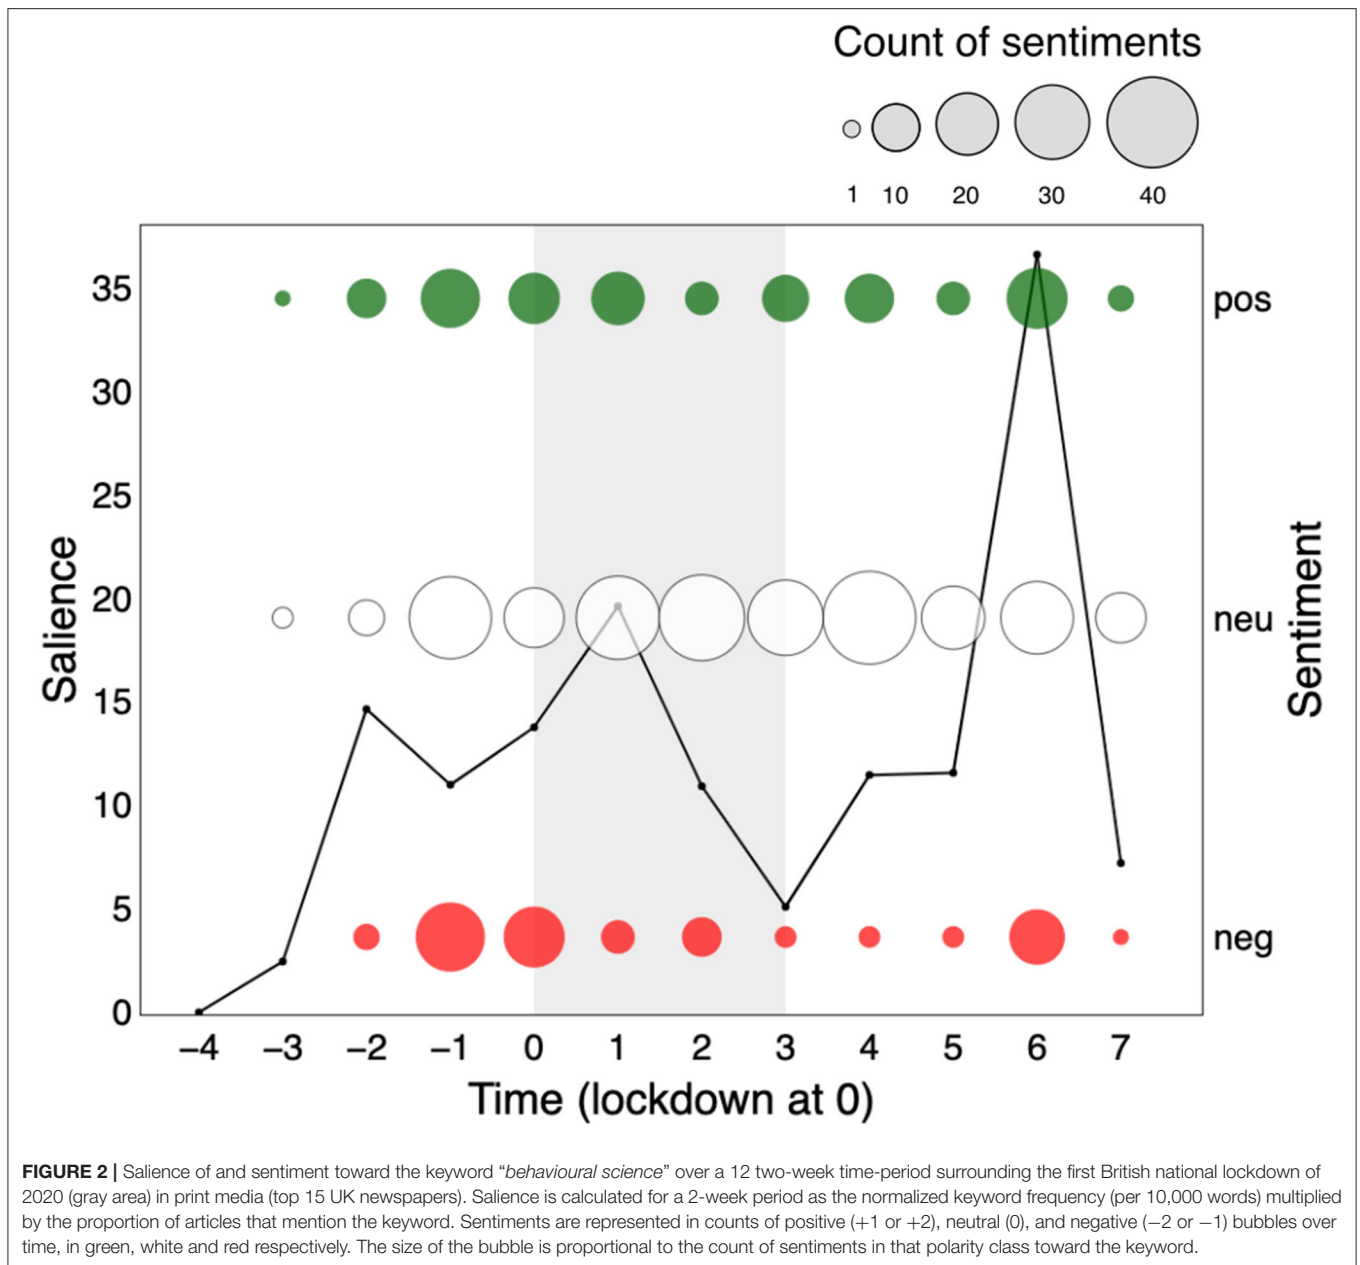 Count of sentiments
1 10 20 30 40
35
30
25
20
15
10
5
0
Salience
pos
neu
neg
Sentiment
−4 −3 −2 −1 0 1 2 3 4 5 6 7
Time (lockdown at 0)
FIGURE 2 | Salience of and sentiment toward the keyword “behavioural science” over a 12 two-week time-period surrounding the first British national lockdown of
2020 (gray area) in print media (top 15 UK newspapers). Salience is calculated for a 2-week period as the normalized keyword frequency (per 10,000 words) multiplied
by the proportion of articles that mention the keyword. Sentiments are represented in counts of positive (+1 or +2), neutral (0), and negative (−2 or −1) bubbles over
time, in green, white and red respectively. The size of the bubble is proportional to the count of sentiments in that polarity class toward the keyword.